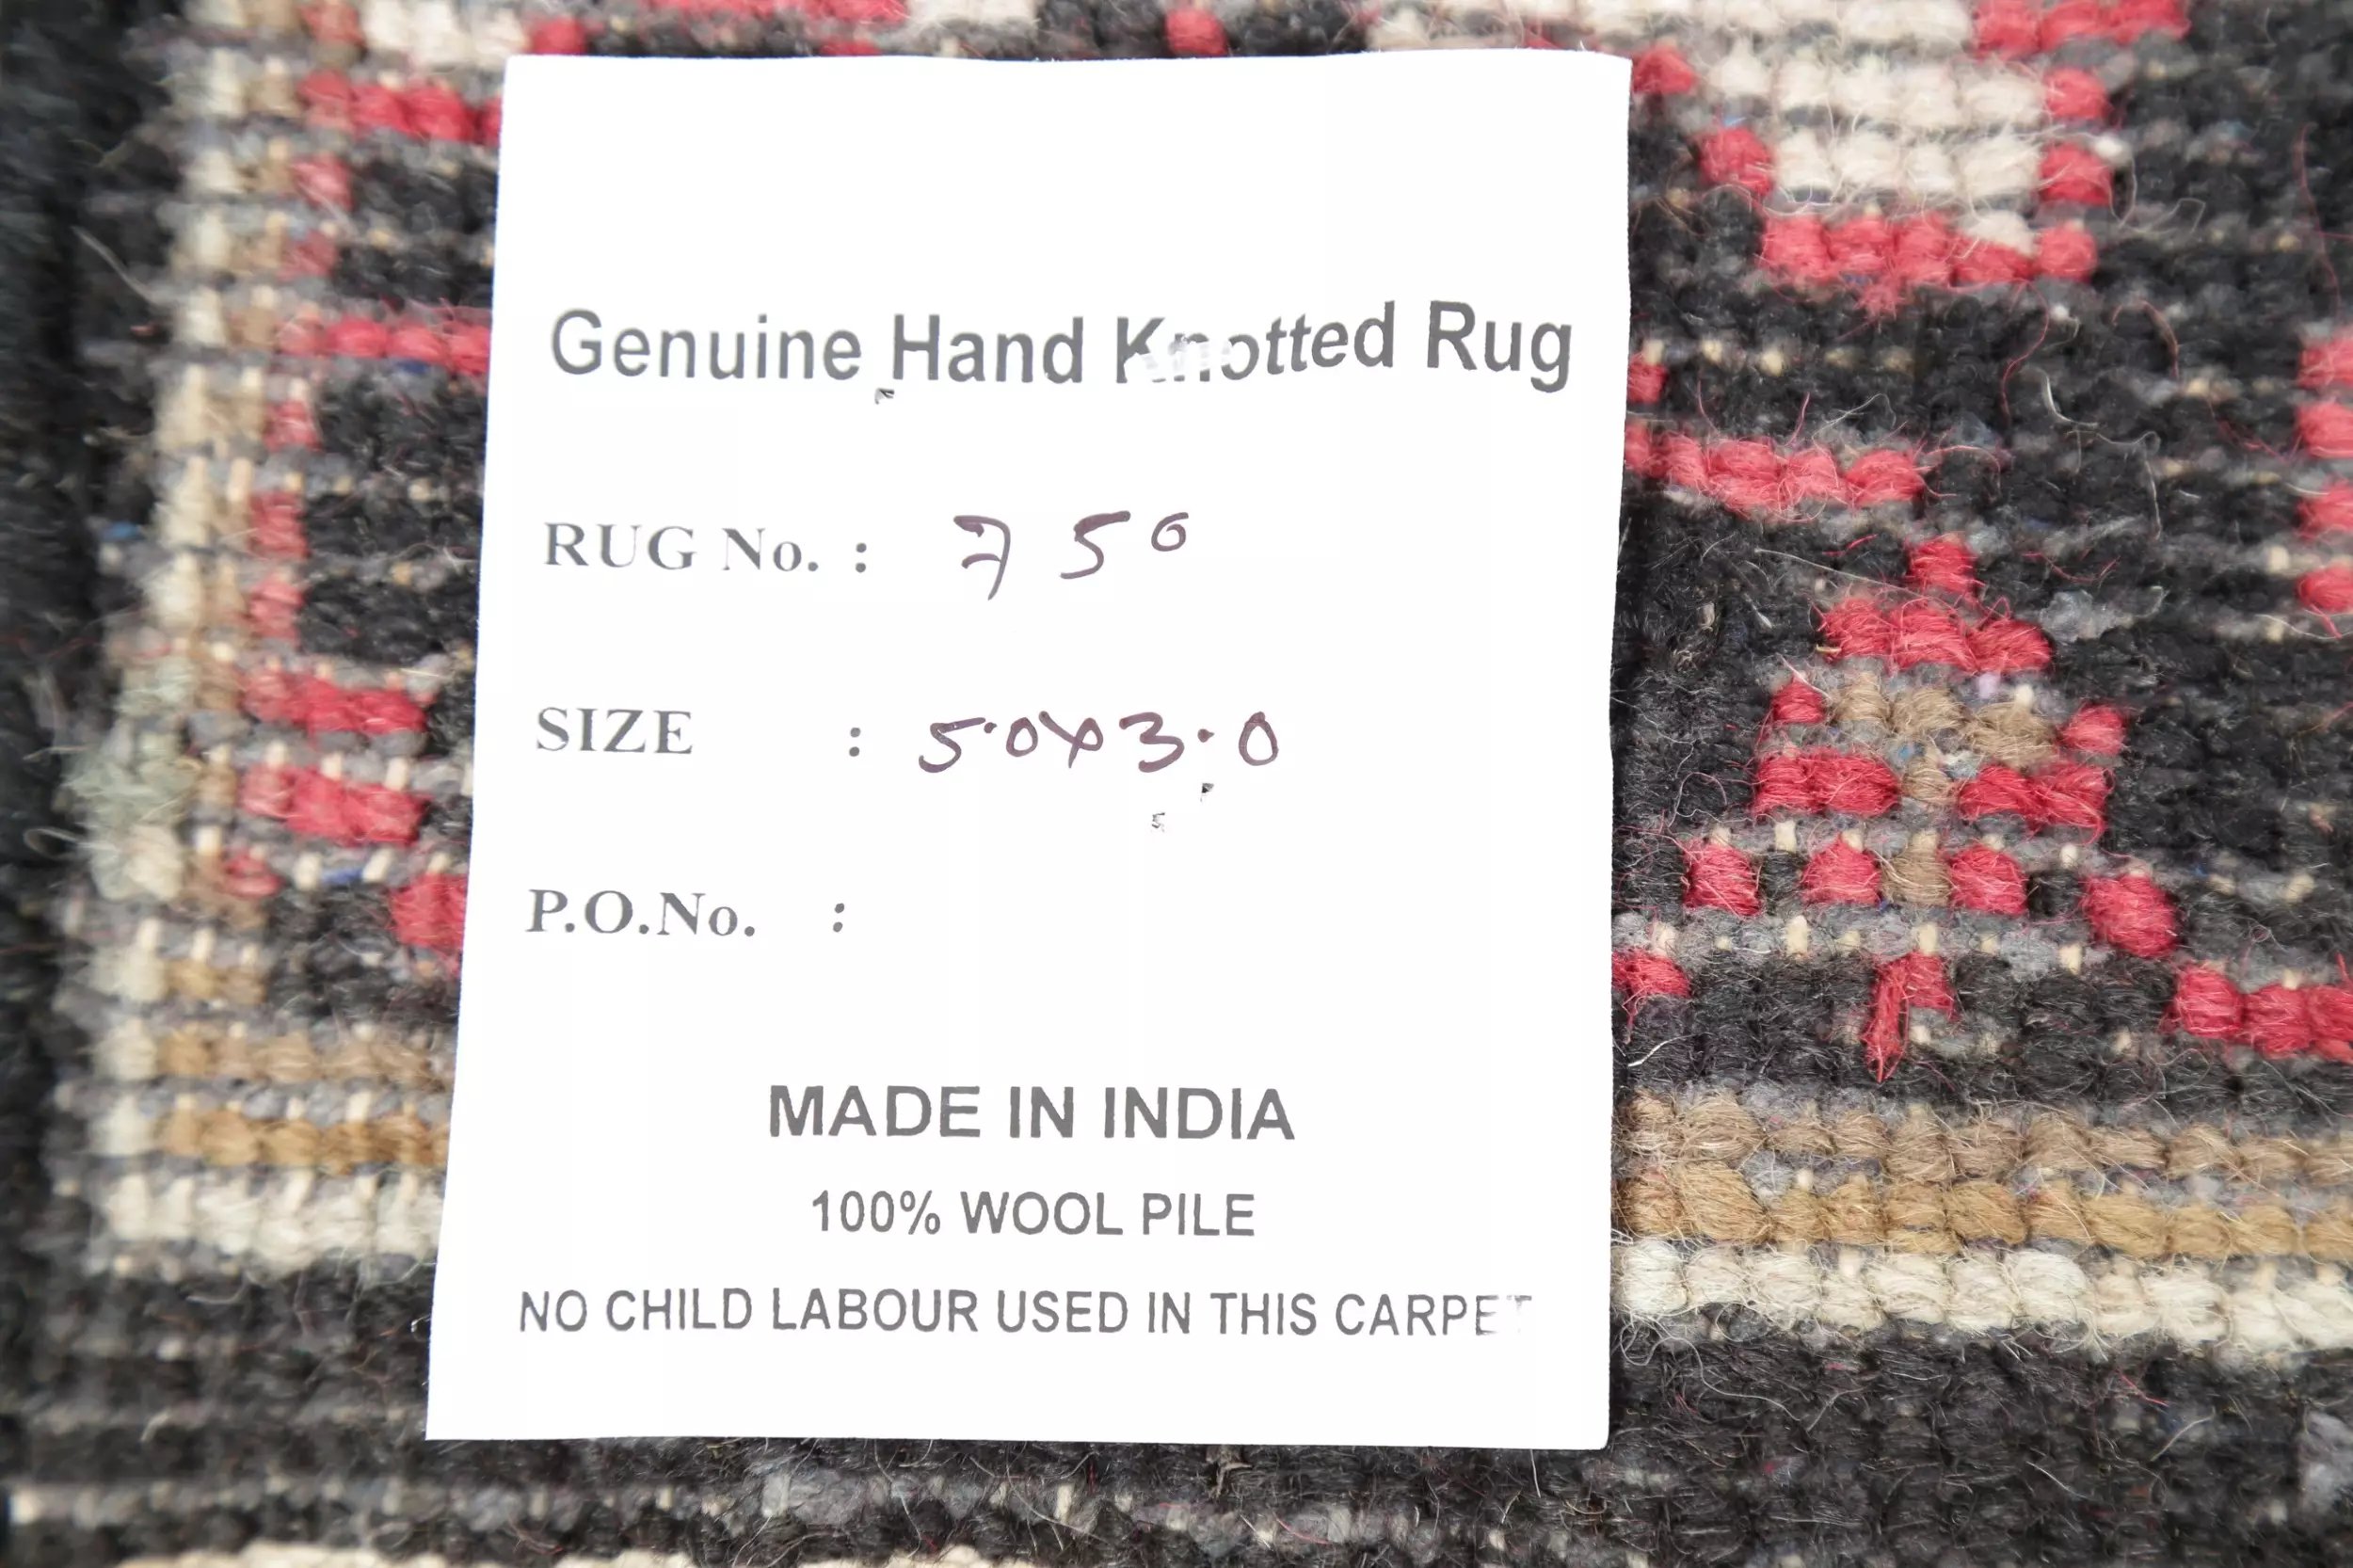 Genuine Hand Knotted Rug
RUG No. : 750
SIZE : 5.0x3.0
P.O.No. :
MADE IN INDIA
100% WOOL PILE
NO CHILD LABOUR USED IN THIS CARPET